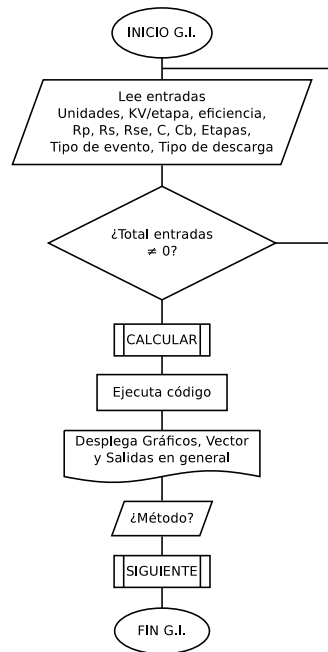 INICIO G.I.
Lee entradas
Unidades, KV/etapa, eficiencia,
Rp, Rs, Rse, C, Cb, Etapas,
Tipo de evento, Tipo de descarga
¿Total entradas
≠ 0?
CALCULAR
Ejecuta código
Desplega Gráficos, Vector
y Salidas en general
¿Método?
SIGUIENTE
FIN G.I.